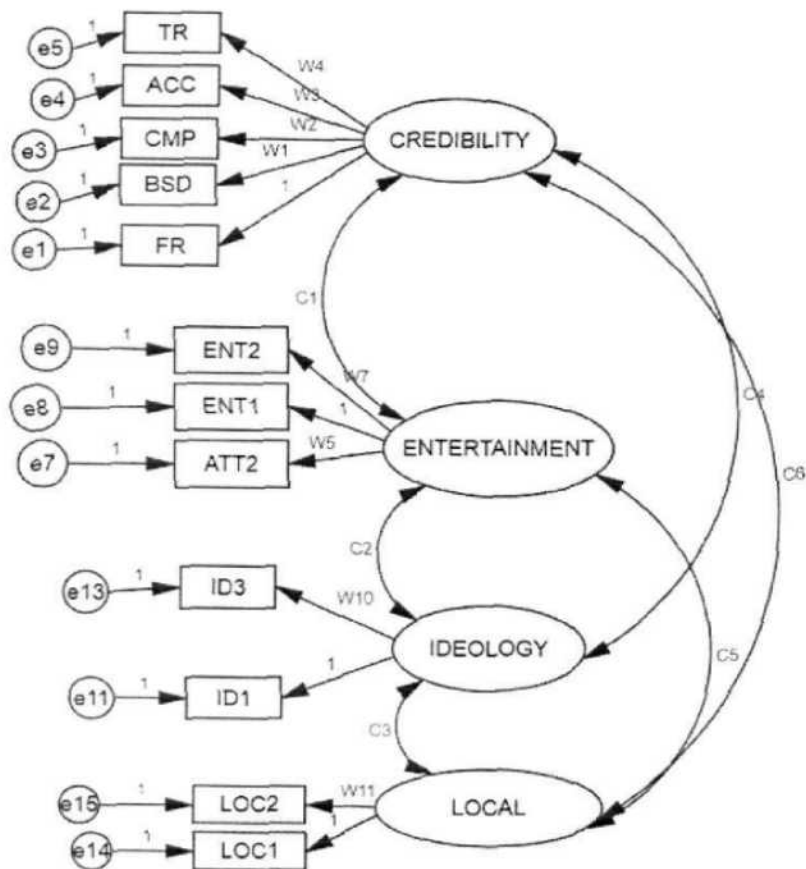 1 TR
e5 W4
1 ACC
e4 W3
1 CMP W2 CREDIBILITY
e3 W1
1 BSD
e2 1
1 FR
e1
C1
1 ENT2
e9 W7
1 ENT1 1 C4
e8
1 ATT2 W5 ENTERTAINMENT
e7 C6
C2
1 ID3 W10
e13
IDEOLOGY C5
1 ID1 1
e11
C3
1 LOC2 W11 LOCAL
e15
1 LOC1 1
e14